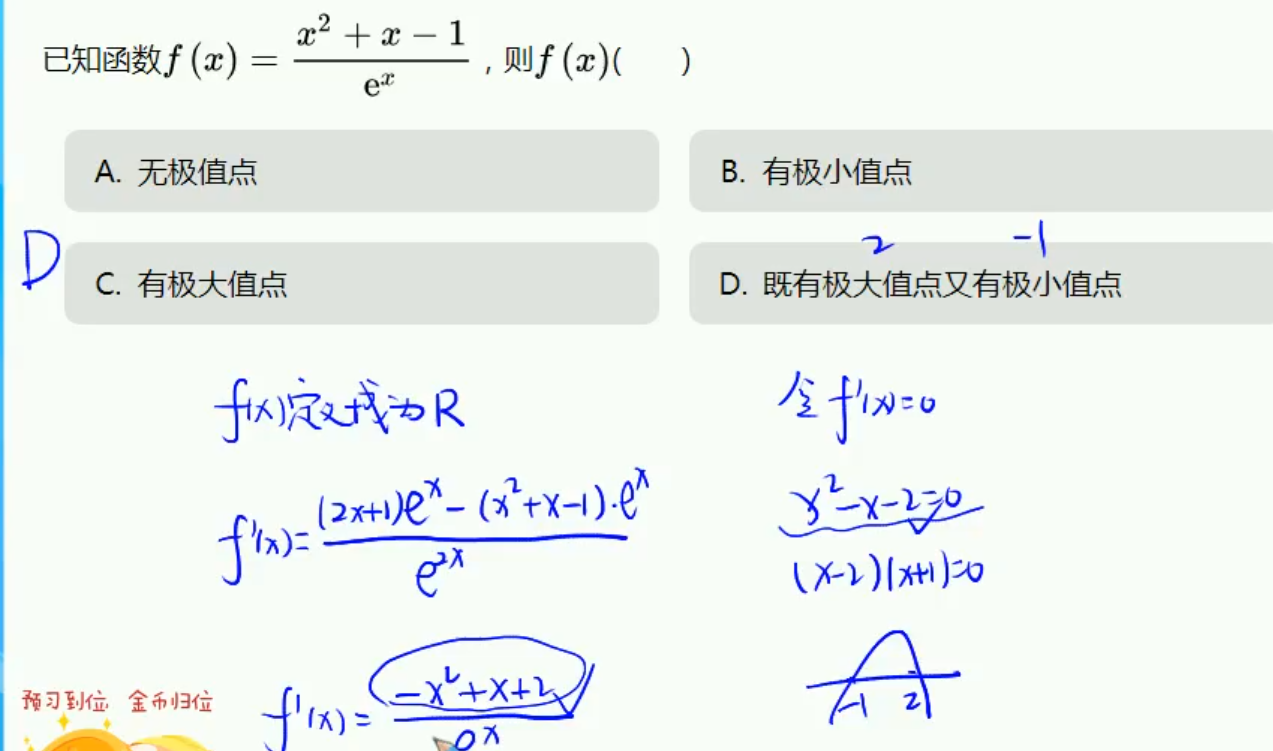 已知函数f(x) = \frac{x^2+x-1}{e^x}，则f(x)(　　)
A. 无极值点
B. 有极小值点
2 -1
D
C. 有极大值点
D. 既有极大值点又有极小值点
f(x)定义域为R
令f'(x)=0
f'(x)=\frac{(2x+1)e^x-(x^2+x-1)·e^x}{e^{2x}}
x^2-x-2=0
(x-2)(x+1)=0
f'(x)=\frac{-x^2+x+2}{e^x}
-1 2
预习到位 金币归位